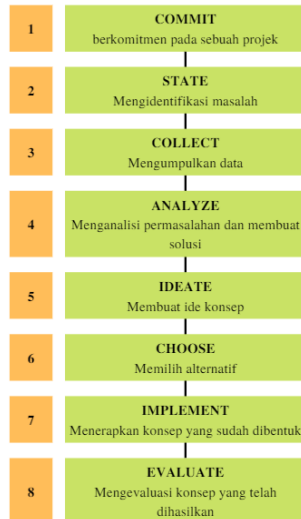 1
COMMIT
berkomitmen pada sebuah projek
2
STATE
Mengidentifikasi masalah
3
COLLECT
Mengumpulkan data
4
ANALYZE
Menganalisi permasalahan dan membuat
solusi
5
IDEATE
Membuat ide konsep
6
CHOOSE
Memilih alternatif
7
IMPLEMENT
Menerapkan konsep yang sudah dibentuk
8
EVALUATE
Mengevaluasi konsep yang telah
dihasilkan